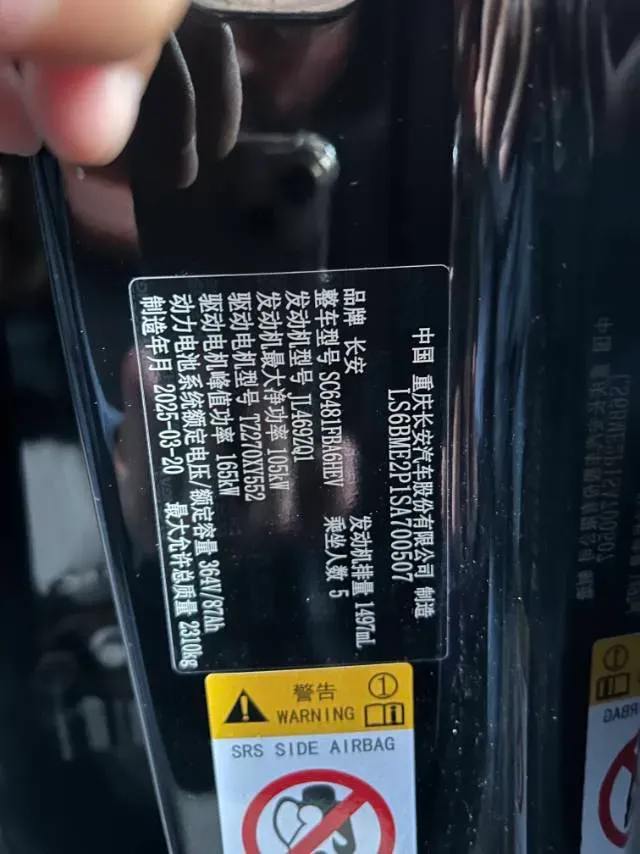 中国 重庆长安汽车股份有限公司 制造
LS6BME2P1SA700507
品牌 长安
整车型号 SC6481FBAGHEV 发动机排量 1497mL
发动机型号 JL469ZQ1 乘坐人数 5
发动机最大净功率 105kW
驱动电机型号 TZ270XY552
驱动电机峰值功率 165kW
动力电池系统额定电压/额定容量 364V/87Ah
制造年月 2025-03-20 最大允许总质量 2310kg
警告
WARNING
SRS SIDE AIRBAG